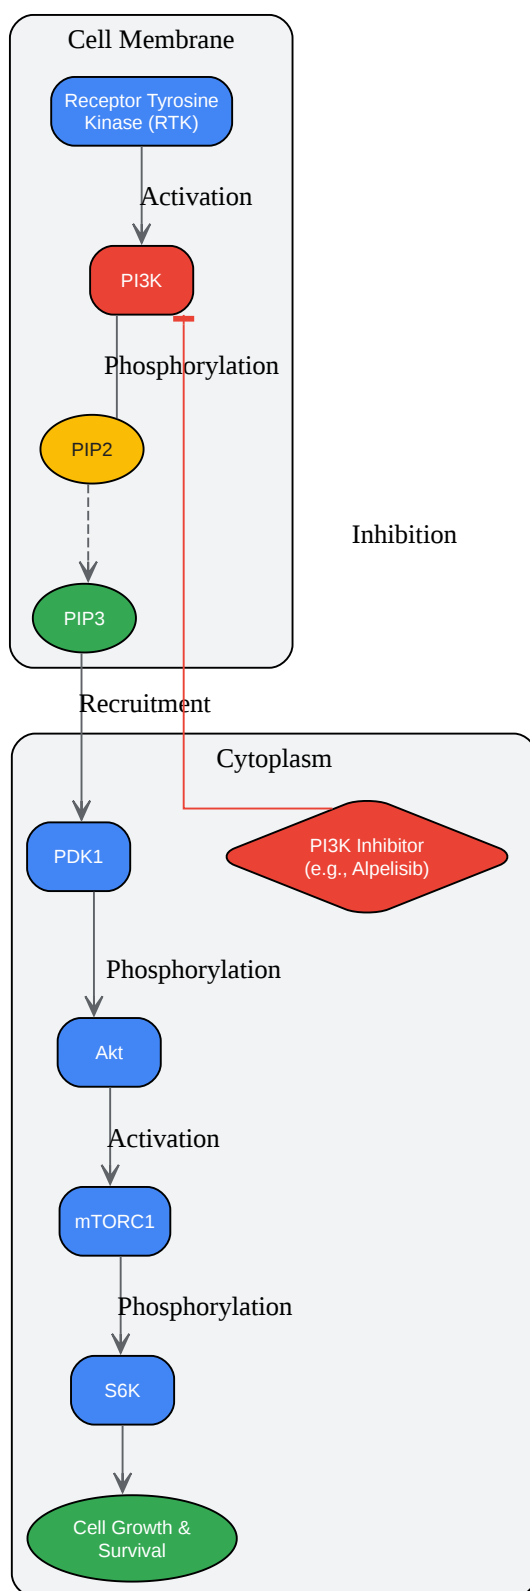 Cell Membrane
Receptor Tyrosine
Kinase (RTK)
Activation
PI3K
Phosphorylation
PIP2
Inhibition
PIP3
Recruitment
Cytoplasm
PDK1
PI3K Inhibitor
(e.g., Alpelisib)
Phosphorylation
Akt
Activation
mTORC1
Phosphorylation
S6K
Cell Growth &
Survival